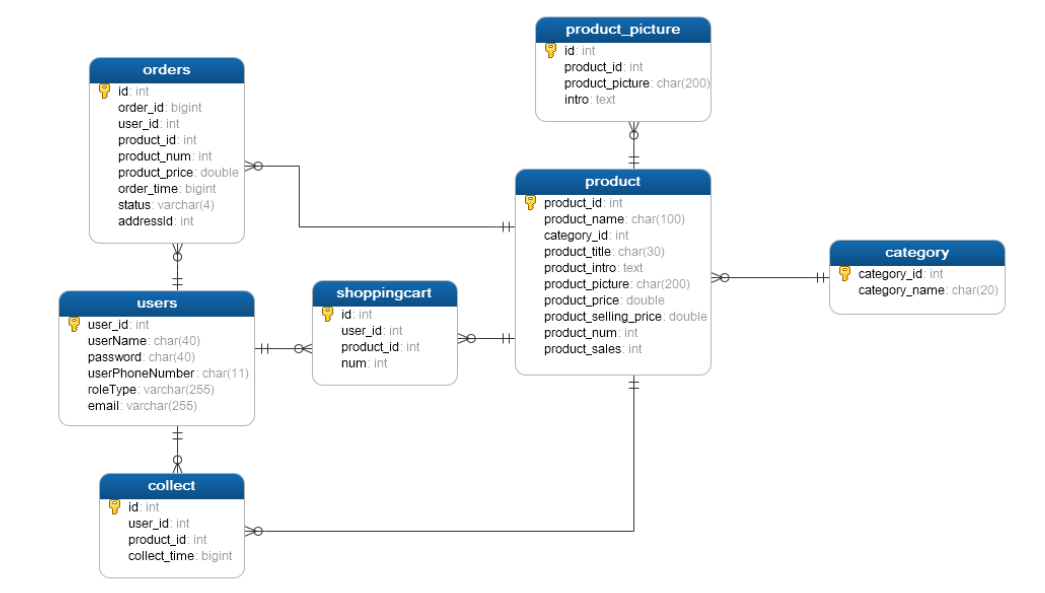 product_picture
id: int
product_id: int
product_picture: char(200)
intro: text
orders
id: int
order_id: bigint
user_id: int
product_id: int
product_num: int
product_price: double
order_time: bigint
status: varchar(4)
addressId: int
product
product_id: int
product_name: char(100)
category_id: int
product_title: char(30)
product_intro: text
product_picture: char(200)
product_price: double
product_selling_price: double
product_num: int
product_sales: int
category
category_id: int
category_name: char(20)
users
user_id: int
userName: char(40)
password: char(40)
userPhoneNumber: char(11)
roleType: varchar(255)
email: varchar(255)
shoppingcart
id: int
user_id: int
product_id: int
num: int
collect
id: int
user_id: int
product_id: int
collect_time: bigint